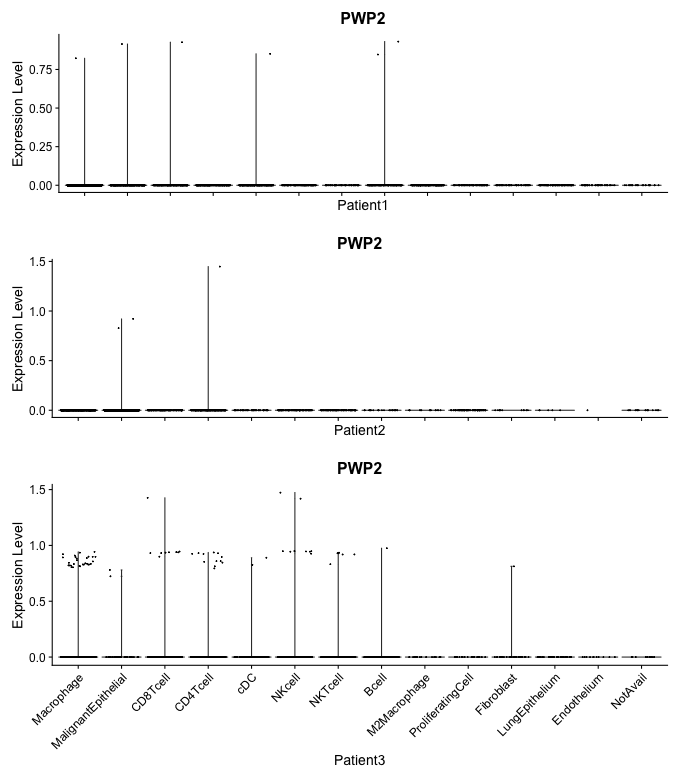 PWP2
Expression Level
0.75
0.50
0.25
0.00
Patient1
PWP2
Expression Level
1.5
1.0
0.5
0.0
Patient2
PWP2
Expression Level
1.5
1.0
0.5
0.0
Macrophage
MalignantEpithelial
CD8Tcell
CD4Tcell
cDC
NKcell
NKTcell
Bcell
M2Macrophage
ProliferatingCell
Fibroblast
LungEpithelium
Endothelium
NotAvail
Patient3